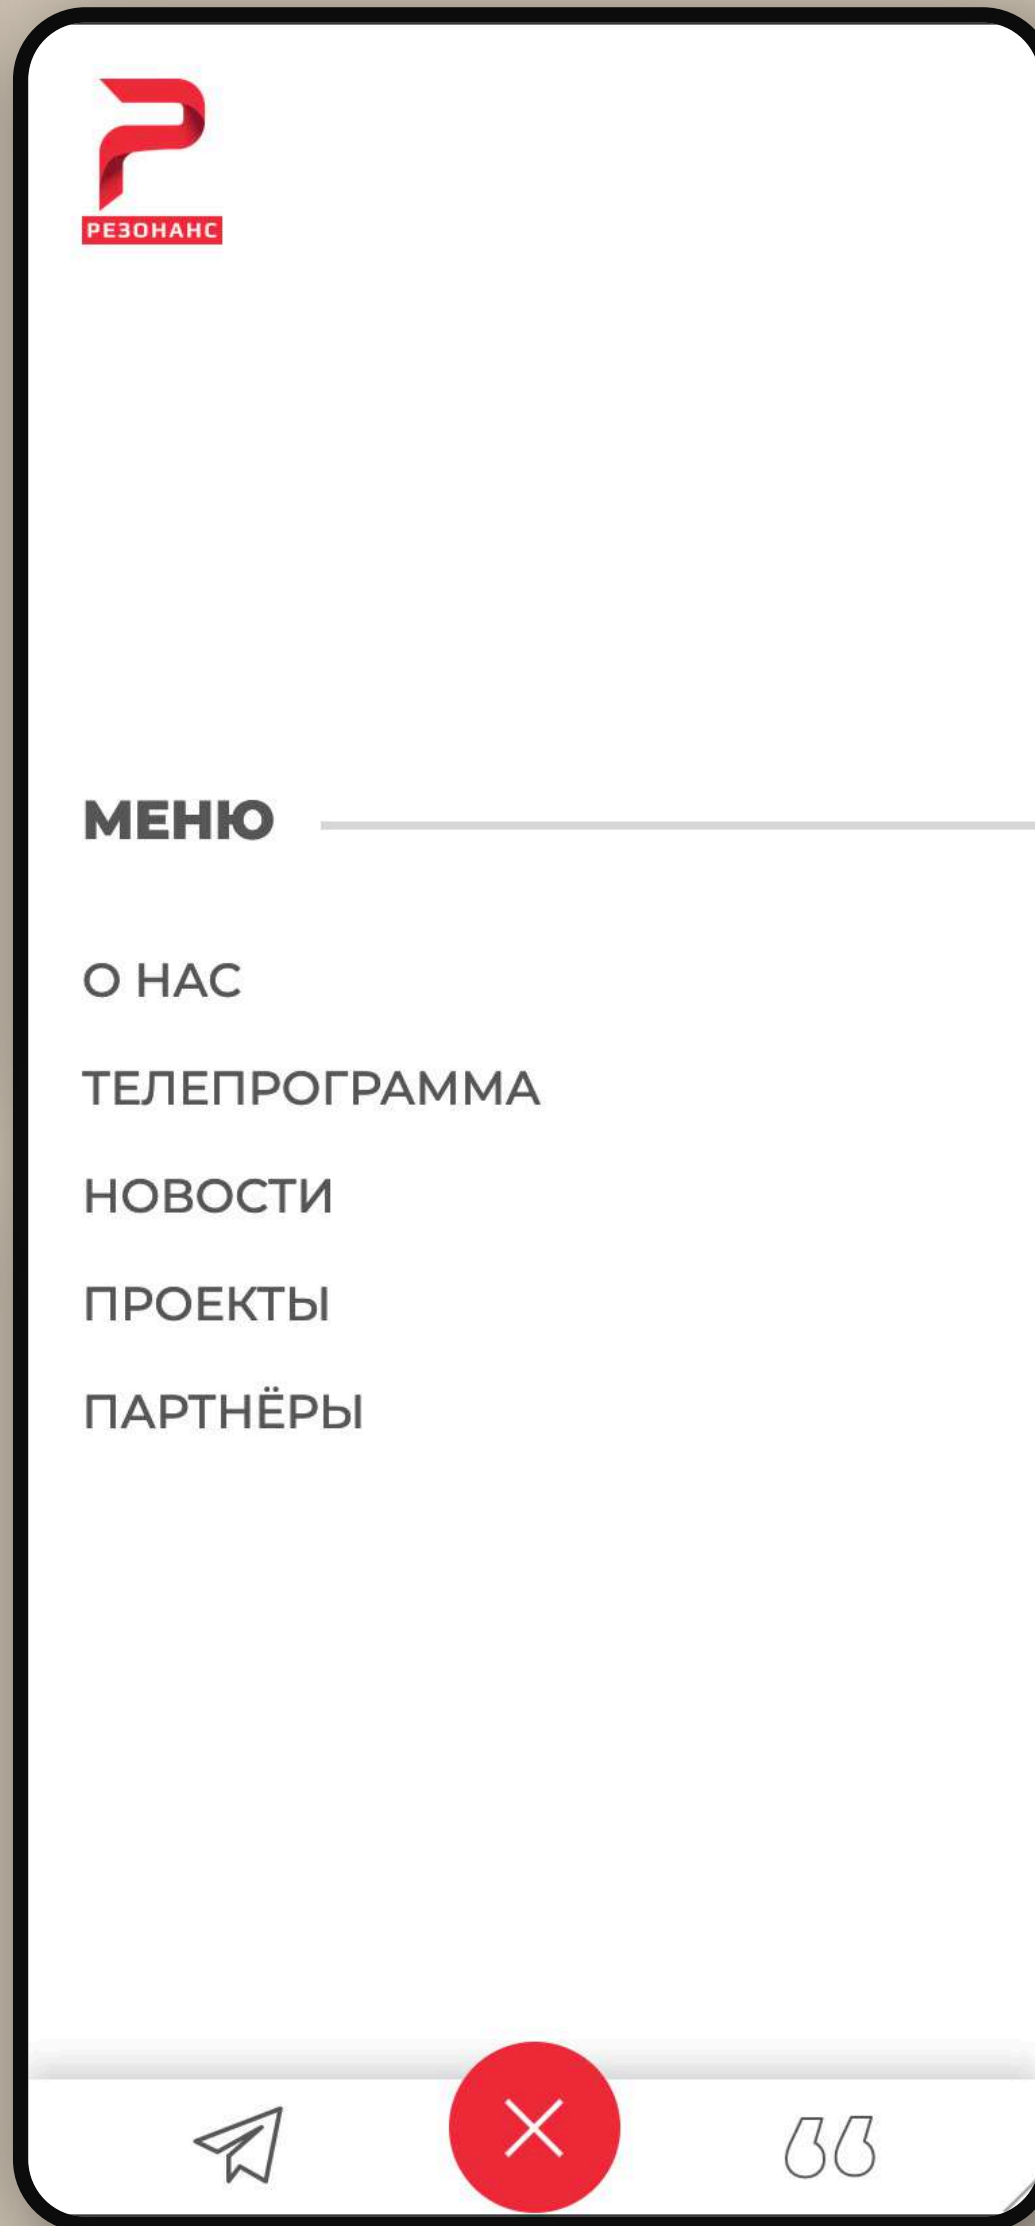 РЕЗОНАНС
МЕНЮ
О НАС
ТЕЛЕПРОГРАММА
НОВОСТИ
ПРОЕКТЫ
ПАРТНЁРЫ